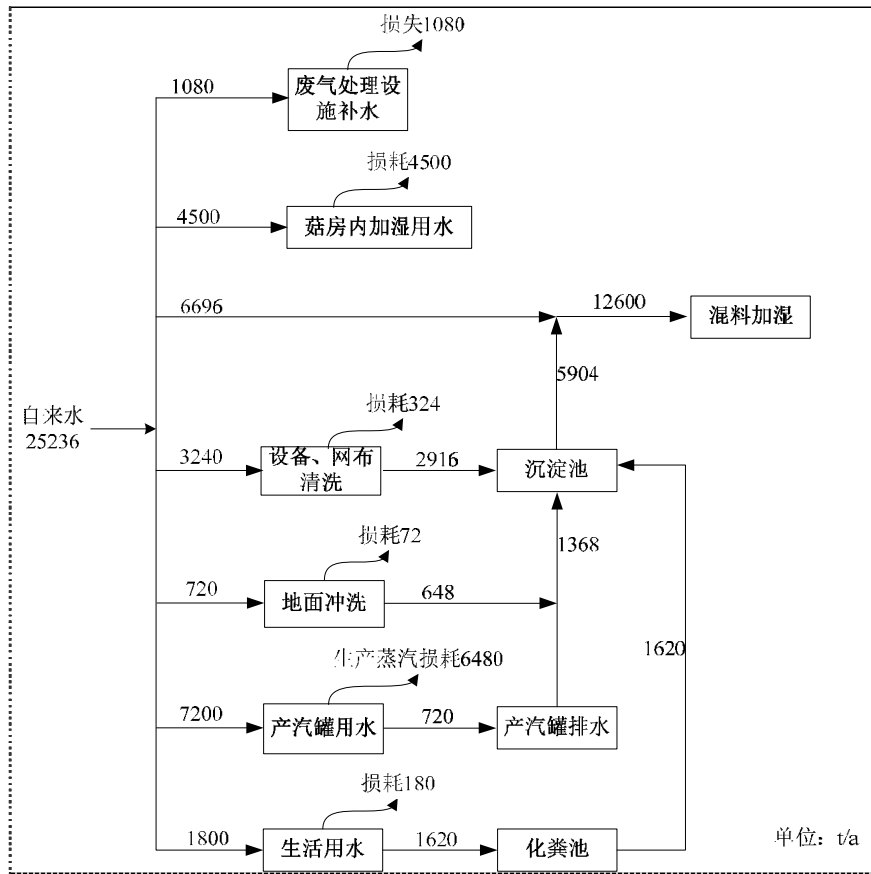 损失1080
1080
废气处理设
施补水
损耗4500
4500
菇房内加湿用水
6696
12600
混料加湿
5904
自来水
25236
损耗324
3240
设备、网布
清洗
2916
沉淀池
1368
损耗72
720
地面冲洗
648
1620
生产蒸汽损耗6480
7200
产汽罐用水
720
产汽罐排水
损耗180
1800
生活用水
1620
化粪池
单位：t/a